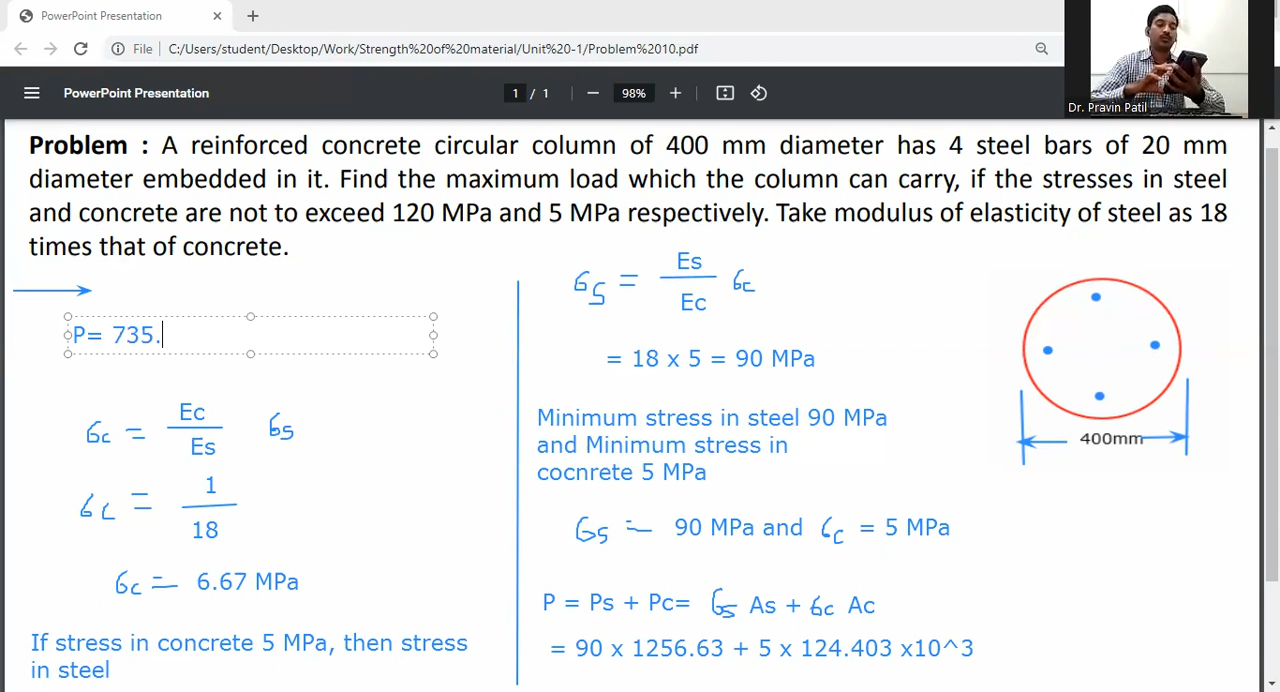 PowerPoint Presentation
File
C:/Users/student/Desktop/Work/Strength%20of%20material/Unit%20-1/Problem%2010.pdf
PowerPoint Presentation
1 / 1
98%
Dr. Pravin Patil
Problem : A reinforced concrete circular column of 400 mm diameter has 4 steel bars of 20 mm
diameter embedded in it. Find the maximum load which the column can carry, if the stresses in steel
and concrete are not to exceed 120 MPa and 5 MPa respectively. Take modulus of elasticity of steel as 18
times that of concrete.
P= 735.
σc = Ec
Es
σs
σc = 1
18
σc = 6.67 MPa
If stress in concrete 5 MPa, then stress
in steel
σs = Es
Ec
σc
= 18 x 5 = 90 MPa
Minimum stress in steel 90 MPa
and Minimum stress in
cocnrete 5 MPa
σs = 90 MPa and σc = 5 MPa
P = Ps + Pc= σs As + σc Ac
= 90 x 1256.63 + 5 x 124.403 x10^3
400mm